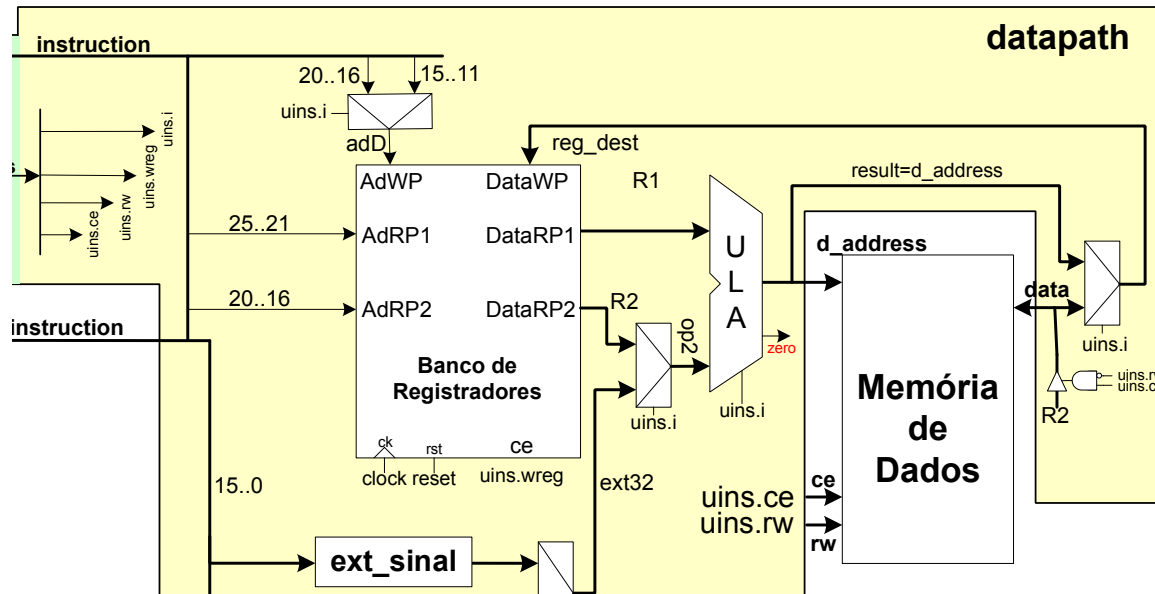 instruction
datapath
20..16
15..11
uins.i
adD
reg_dest
uins.i
uins.wreg
uins.rw
uins.ce
AdWP
DataWP
R1
result=d_address
25..21
AdRP1
DataRP1
ULA
d_address
20..16
AdRP2
DataRP2
R2
op2
data
instruction
zero
Banco de
Registradores
uins.i
uins.i
uins.i
Memória
de
Dados
R2
ck
rst
ce
clock
reset
uins.wreg
15..0
ext32
uins.ce
ce
uins.rw
rw
ext_sinal